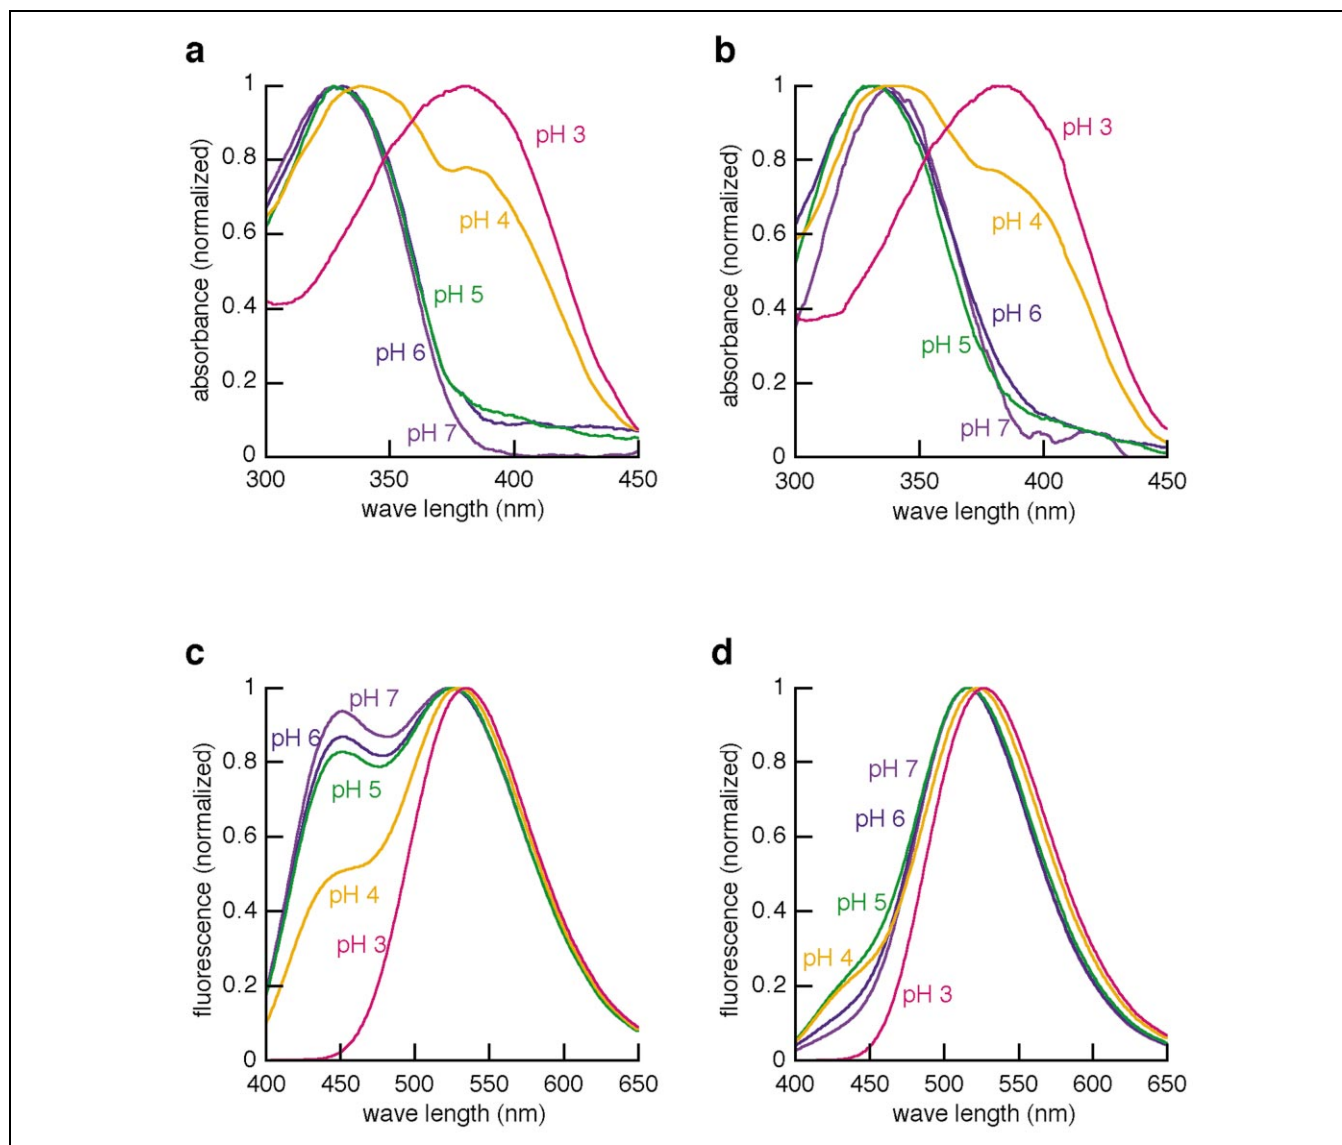 a
absorbance (normalized)
1
0.8
0.6
0.4
0.2
0
300
350
400
450
wave length (nm)
pH 3
pH 4
pH 5
pH 6
pH 7
b
absorbance (normalized)
1
0.8
0.6
0.4
0.2
0
300
350
400
450
wave length (nm)
pH 3
pH 4
pH 6
pH 5
pH 7
c
fluorescence (normalized)
1
0.8
0.6
0.4
0.2
0
400
450
500
550
600
650
wave length (nm)
pH 7
pH 6
pH 5
pH 4
pH 3
d
fluorescence (normalized)
1
0.8
0.6
0.4
0.2
0
400
450
500
550
600
650
wave length (nm)
pH 7
pH 6
pH 5
pH 4
pH 3